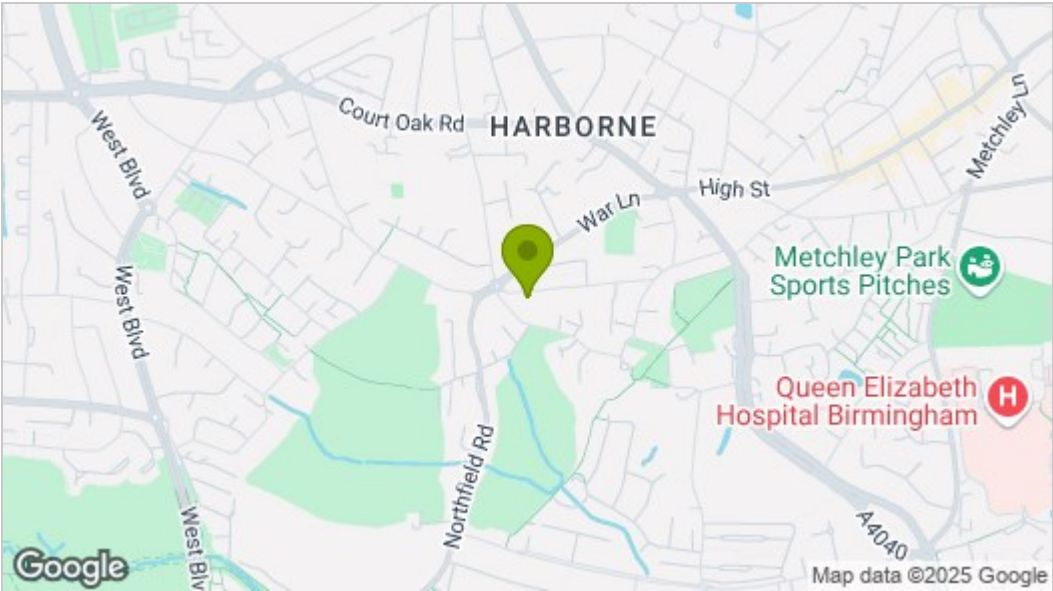 Court Oak Rd
HARBORNE
Metchley Ln
West Blvd
High St
War Ln
Metchley Park
Sports Pitches
West Blvd
Queen Elizabeth
Hospital Birmingham
H
Northfield Rd
West Blv
A4040
Google
Map data ©2025 Google